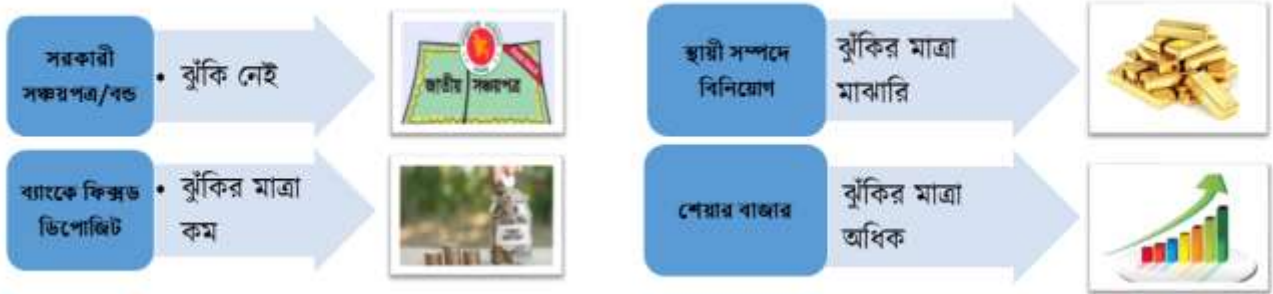 সরকারী
সঞ্চয়পত্র/বন্ড
• ঝুঁকি নেই
জাতীয় সঞ্চয়পত্র
ব্যাংকে ফিক্সড
ডিপোজিট
• ঝুঁকির মাত্রা
কম
স্থায়ী সম্পদে
বিনিয়োগ
ঝুঁকির মাত্রা
মাঝারি
শেয়ার বাজার
ঝুঁকির মাত্রা
অধিক